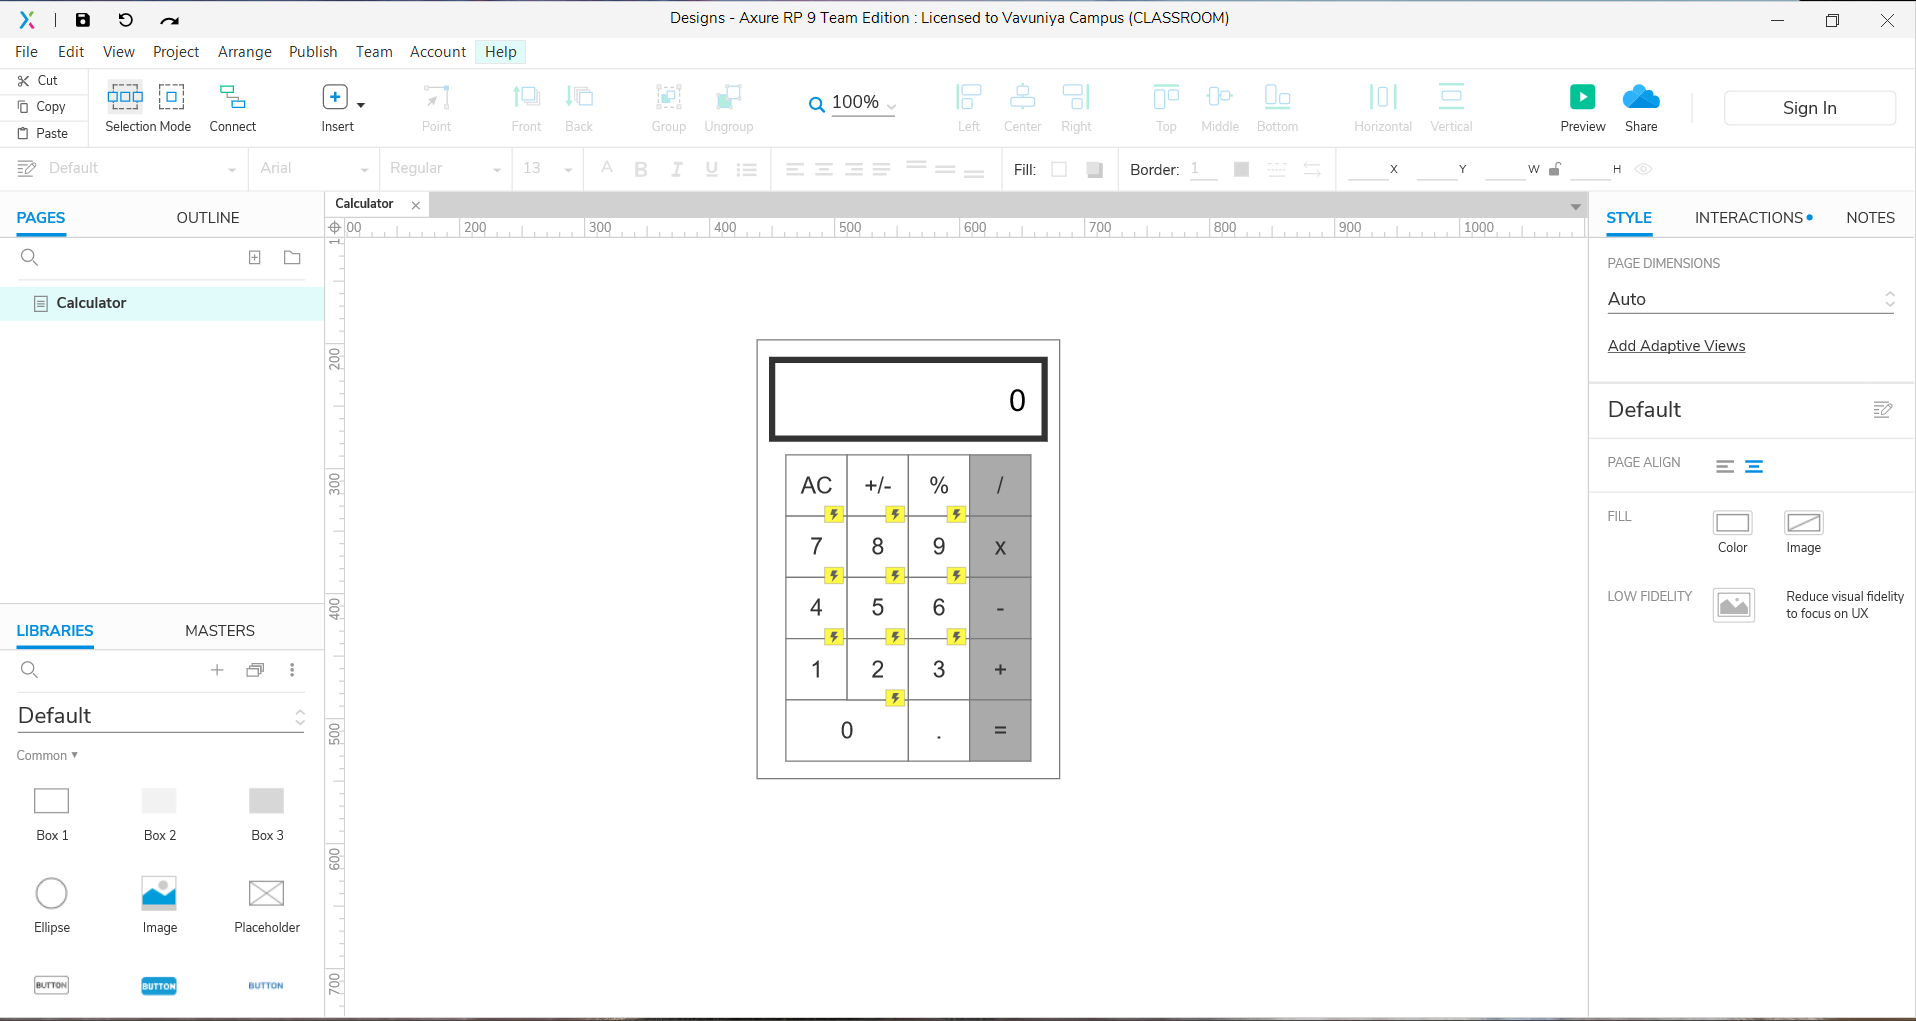 Designs - Axure RP 9 Team Edition : Licensed to Vavuniya Campus (CLASSROOM)
File Edit View Project Arrange Publish Team Account Help
Cut
Copy
Paste
Selection Mode Connect Insert Point Front Back Group Ungroup 100% Left Center Right Top Middle Bottom Horizontal Vertical Preview Share Sign In
Default Arial Regular 13 A B I U Fill: Border: 1 X Y W H
PAGES OUTLINE
Calculator
00 200 300 400 500 600 700 800 900 1000
STYLE INTERACTIONS NOTES
Calculator
1
200
300
400
500
600
700
0
AC +/- % /
7 8 9 x
4 5 6 -
1 2 3 +
0 . =
PAGE DIMENSIONS
Auto
Add Adaptive Views
Default
PAGE ALIGN
FILL
Color Image
LOW FIDELITY
Reduce visual fidelity
to focus on UX
LIBRARIES MASTERS
Default
Common
Box 1 Box 2 Box 3
Ellipse Image Placeholder
BUTTON BUTTON BUTTON